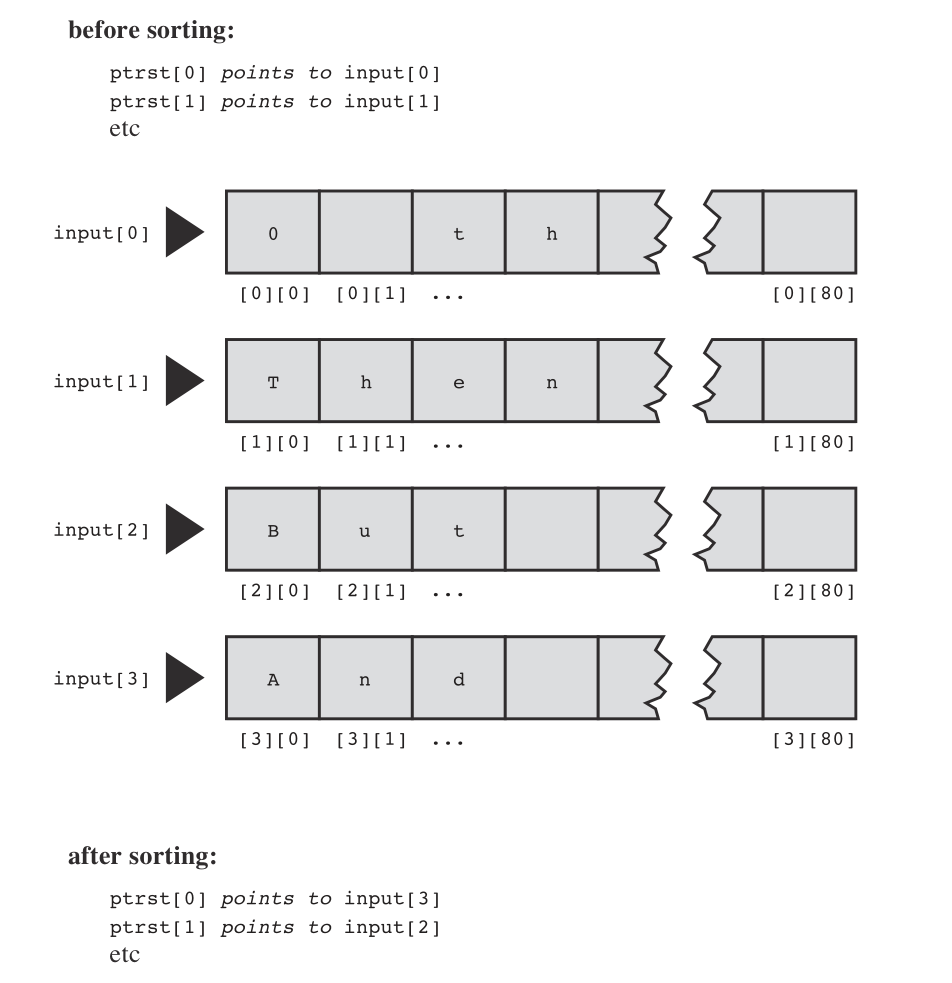 before sorting:
ptrst[0] points to input[0]
ptrst[1] points to input[1]
etc
input[0] 0 t h
[0][0] [0][1] ... [0][80]
input[1] T h e n
[1][0] [1][1] ... [1][80]
input[2] B u t
[2][0] [2][1] ... [2][80]
input[3] A n d
[3][0] [3][1] ... [3][80]
after sorting:
ptrst[0] points to input[3]
ptrst[1] points to input[2]
etc